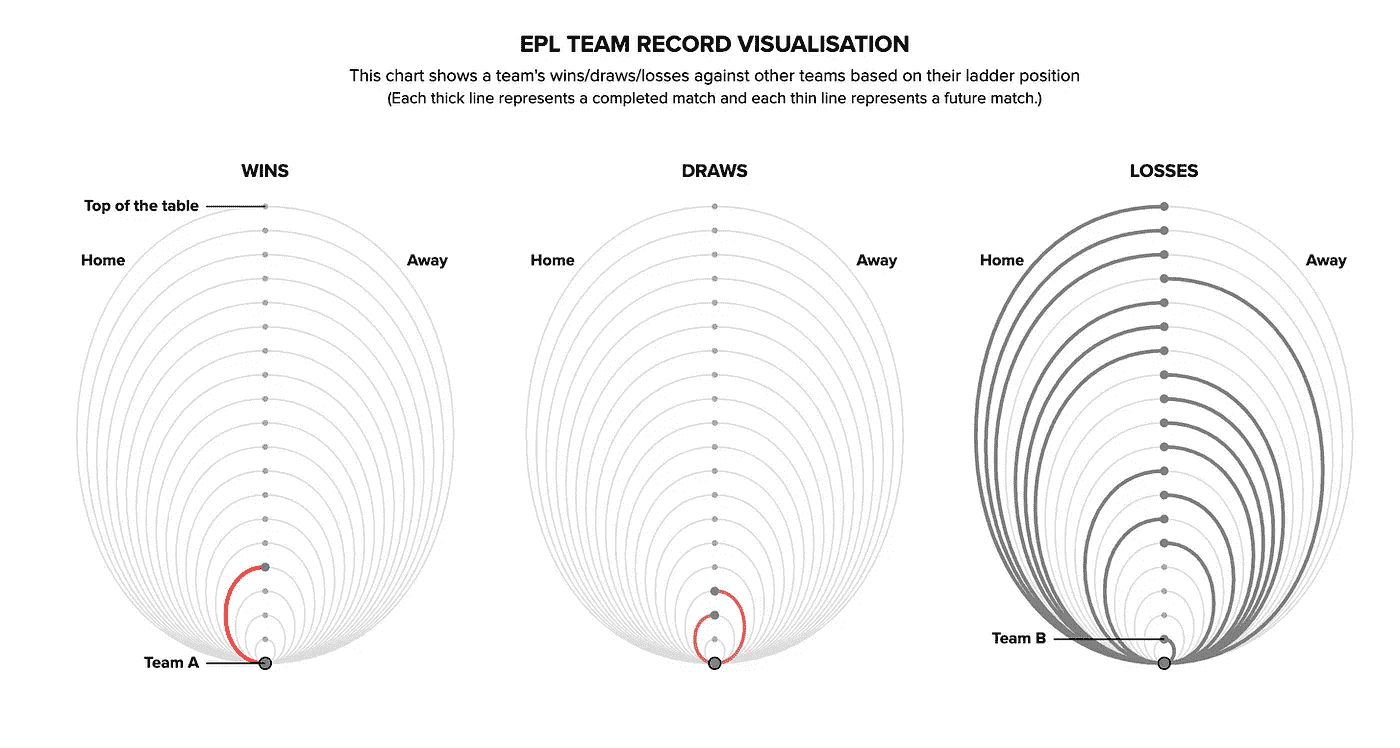 EPL TEAM RECORD VISUALISATION
This chart shows a team's wins/draws/losses against other teams based on their ladder position
(Each thick line represents a completed match and each thin line represents a future match.)
WINS
DRAWS
LOSSES
Top of the table
Home
Away
Home
Away
Home
Away
Team B
Team A